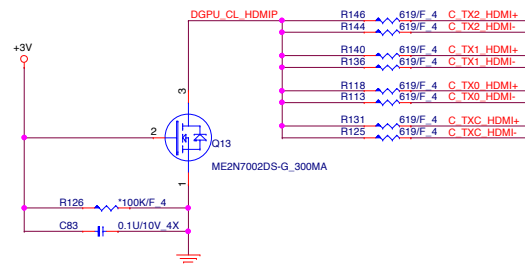 DGPU_CL_HDMIP
R146 619/F_4 C_TX2_HDMI+
R144 619/F_4 C_TX2_HDMI-
R140 619/F_4 C_TX1_HDMI+
R136 619/F_4 C_TX1_HDMI-
R118 619/F_4 C_TX0_HDMI+
R113 619/F_4 C_TX0_HDMI-
R131 619/F_4 C_TXC_HDMI+
R125 619/F_4 C_TXC_HDMI-
+3V
3
2
Q13
ME2N7002DS-G_300MA
1
R126 *100K/F_4
C83 0.1U/10V_4X